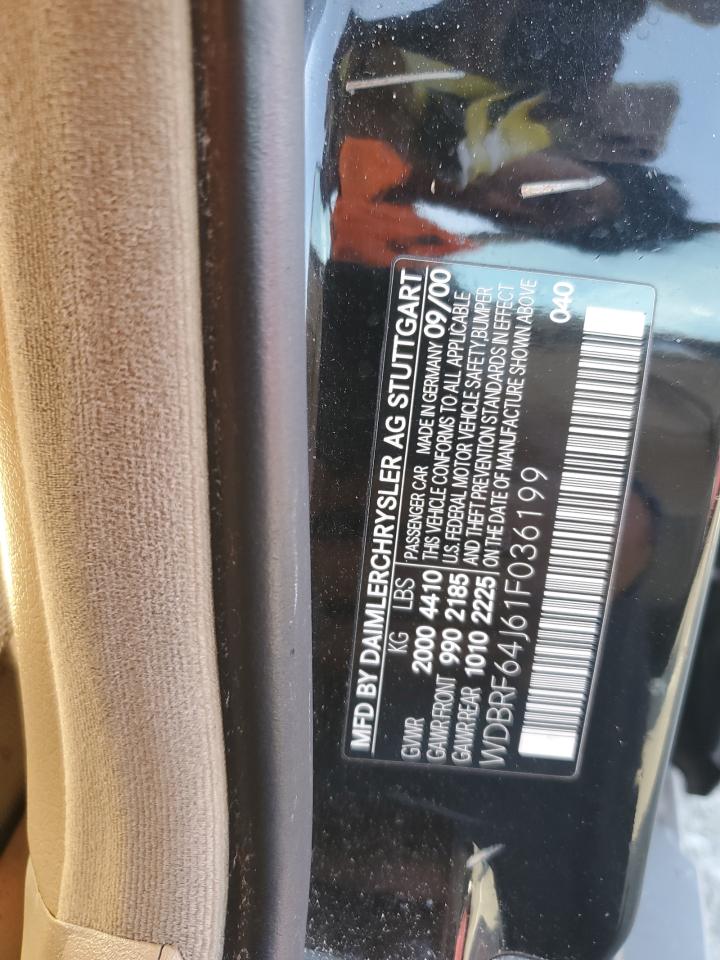 MFD BY DAIMLERCHRYSLER AG STUTTGART
KG LBS PASSENGER CAR MADE IN GERMANY 09/00
GVWR 2000 4410 THIS VEHICLE CONFORMS TO ALL APPLICABLE
GAWR FRONT 990 2185 U.S. FEDERAL MOTOR VEHICLE SAFETY,BUMPER
GAWR REAR 1010 2225 AND THEFT PREVENTION STANDARDS IN EFFECT
ON THE DATE OF MANUFACTURE SHOWN ABOVE
WDBRF64J61F036199 040